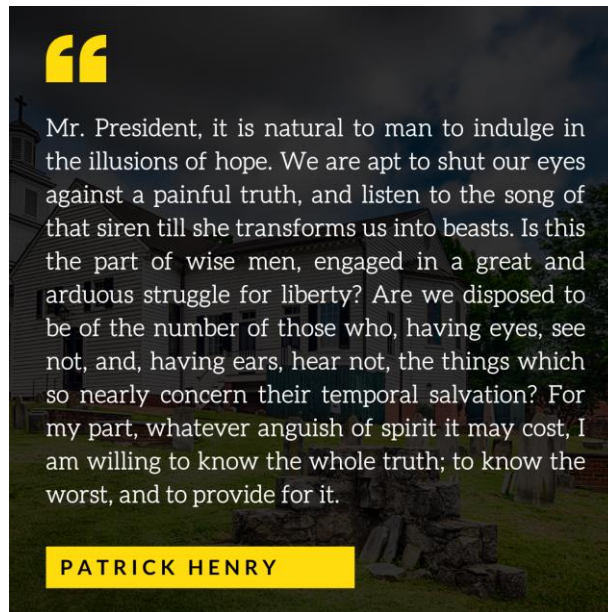 “
Mr. President, it is natural to man to indulge in
the illusions of hope. We are apt to shut our eyes
against a painful truth, and listen to the song of
that siren till she transforms us into beasts. Is this
the part of wise men, engaged in a great and
arduous struggle for liberty? Are we disposed to
be of the number of those who, having eyes, see
not, and, having ears, hear not, the things which
so nearly concern their temporal salvation? For
my part, whatever anguish of spirit it may cost, I
am willing to know the whole truth; to know the
worst, and to provide for it.
PATRICK HENRY